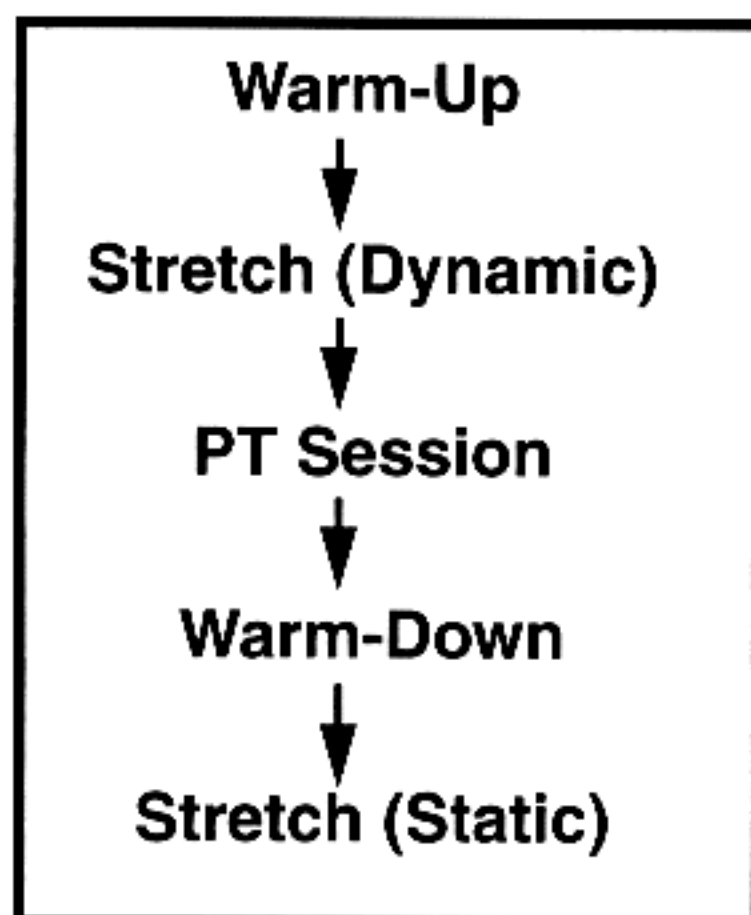 Warm-Up
Stretch (Dynamic)
PT Session
Warm-Down
Stretch (Static)